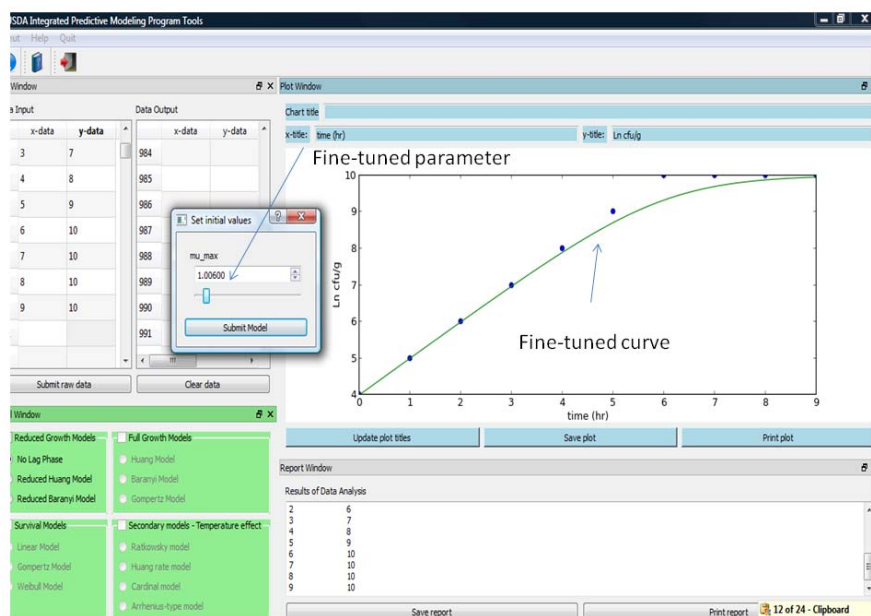 SDA Integrated Predictive Modeling Program Tools
ut Help Quit
Window
Plot Window
Input
Data Output
Chart title
x-data y-data
x-data y-data
x-title: time (hr)
y-title: Ln cfu/g
3 7
4 8
5 9
6 10
7 10
8 10
9 10
984
985
986
987
988
989
990
991
Submit raw data
Clear data
Set initial values
mu_max
1.00600
Submit Model
Fine-tuned parameter
Fine-tuned curve
Ln cfu/g
10
9
8
7
6
5
4
0 1 2 3 4 5 6 7 8 9
time (hr)
Update plot titles
Save plot
Print plot
Window
Reduced Growth Models
No Lag Phase
Reduced Huang Model
Reduced Baranyi Model
Full Growth Models
Huang Model
Baranyi Model
Gompertz Model
Survival Models
Linear Model
Gompertz Model
Weibull Model
Secondary models - Temperature effect
Ratkowsky model
Huang rate model
Cardinal model
Arrhenius-type model
Report Window
Results of Data Analysis
2 6
3 7
4 8
5 9
6 10
7 10
8 10
9 10
Save report
Print report
12 of 24 - Clipboard